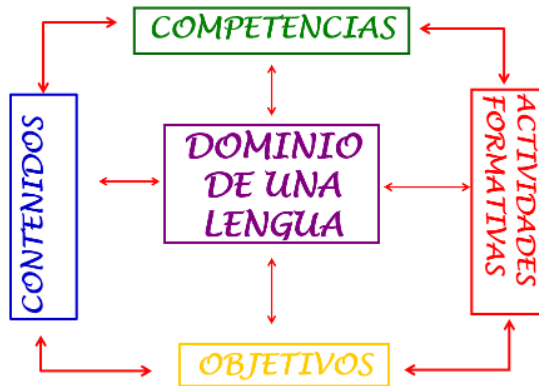 COMPETENCIAS
CONTENIDOS
DOMINIO
DE UNA
LENGUA
ACTIVIDADES
FORMATIVAS
OBJETIVOS